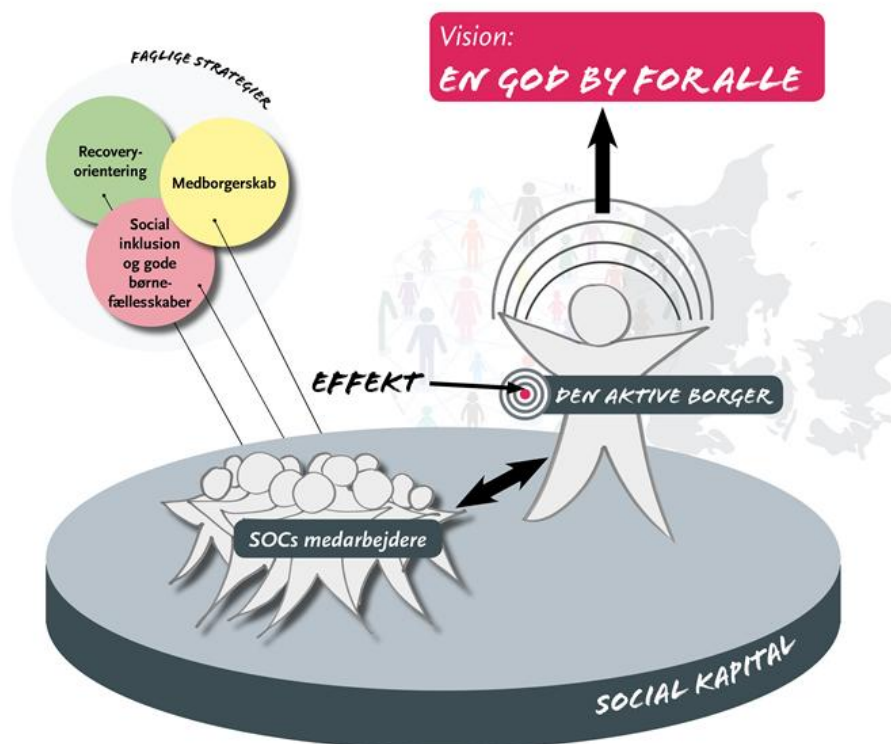 FAGLIGE STRATEGIER
Recovery-
orientering
Medborgerskab
Social
inklusion
og gode
børne-
fællesskaber
Vision:
EN GOD BY FOR ALLE
EFFEKT
DEN AKTIVE BORGER
SOCs medarbejdere
SOCIAL KAPITAL